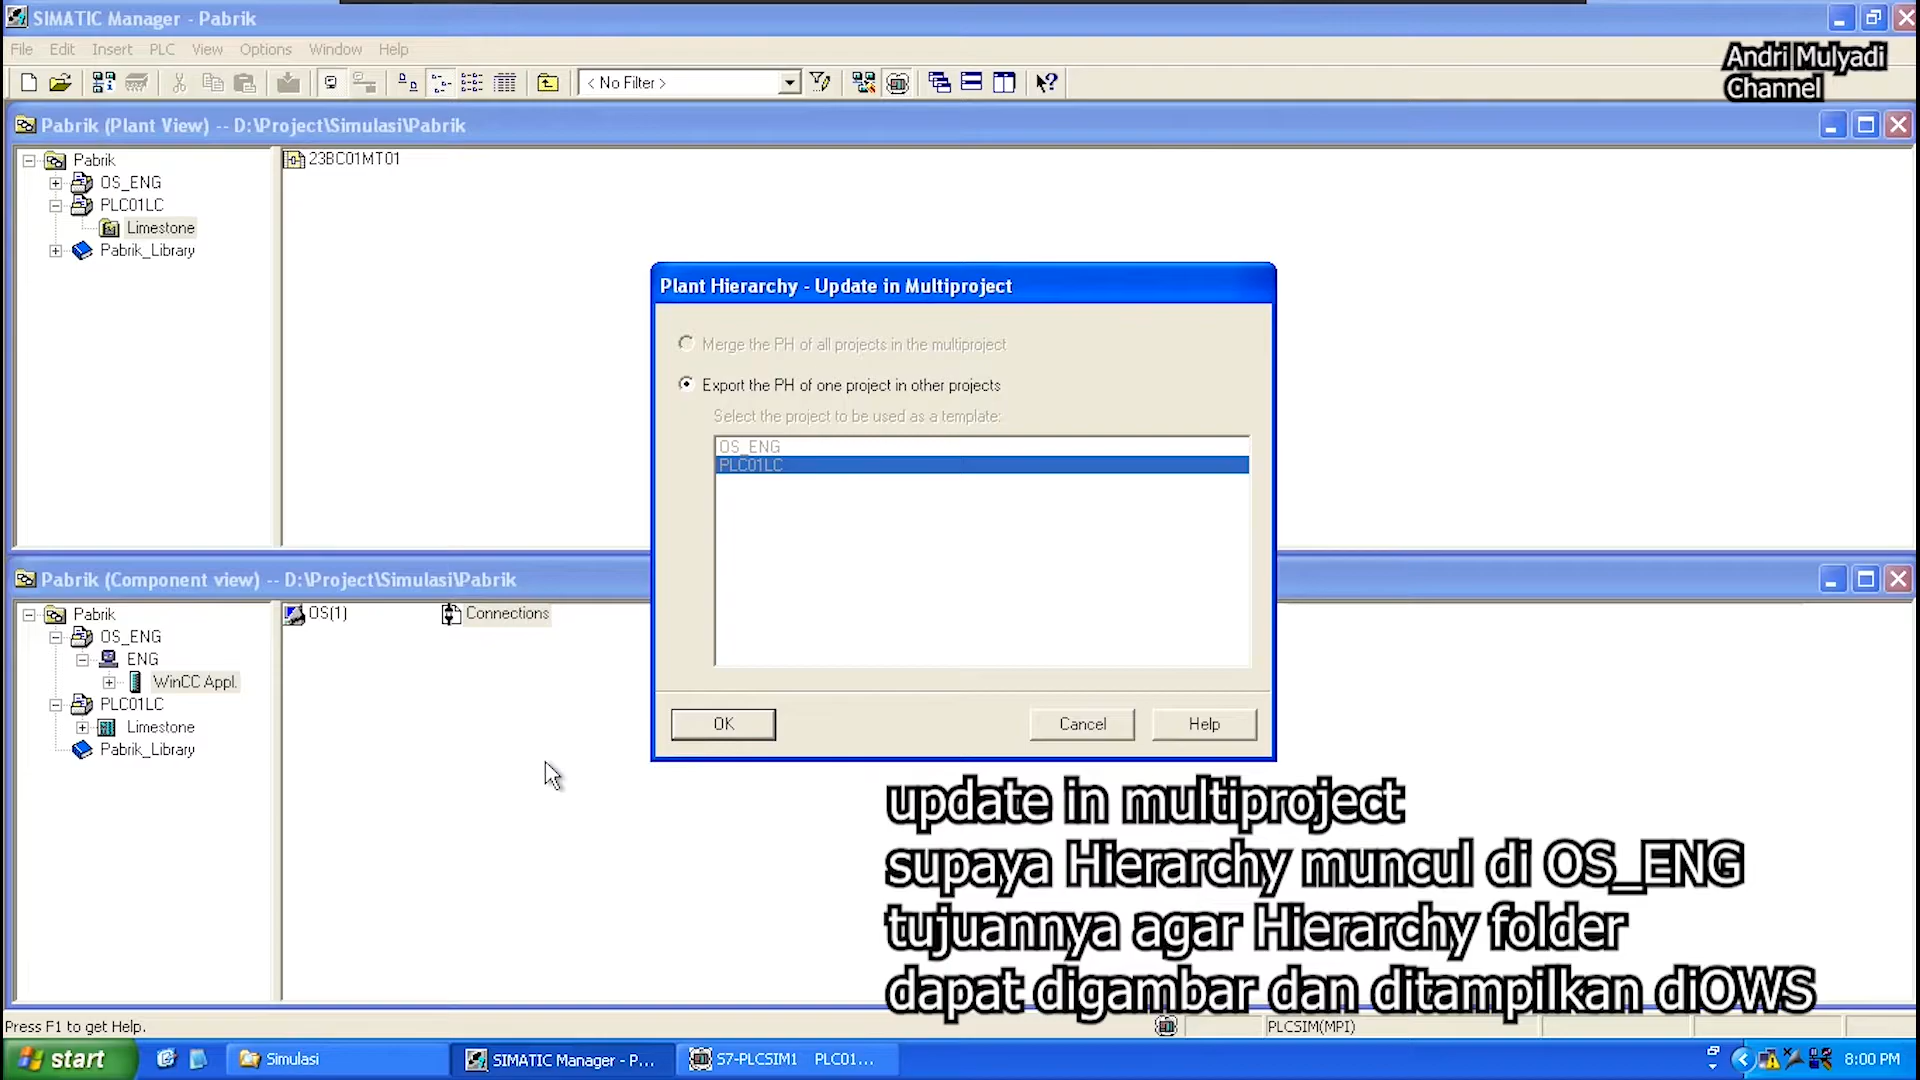 SIMATIC Manager - Pabrik
File Edit Insert PLC View Options Window Help
Andri Mulyadi
Channel
< No Filter >
Pabrik (Plant View) -- D:\Project\Simulasi\Pabrik
Pabrik
OS_ENG
PLC01LC
Limestone
Pabrik_Library
23BC01MT01
Plant Hierarchy - Update in Multiproject
Merge the PH of all projects in the multiproject
Export the PH of one project in other projects
Select the project to be used as a template:
OS_ENG
PLC01LC
OK Cancel Help
Pabrik (Component view) -- D:\Project\Simulasi\Pabrik
Pabrik
OS_ENG
ENG
WinCC Appl.
PLC01LC
Limestone
Pabrik_Library
OS(1) Connections
update in multiproject
supaya Hierarchy muncul di OS_ENG
tujuannya agar Hierarchy folder
dapat digambar dan ditampilkan diOWS
Press F1 to get Help.
PLCSIM(MPI)
start
Simulasi
SIMATIC Manager - P...
S7-PLCSIM1 PLC01...
8:00 PM